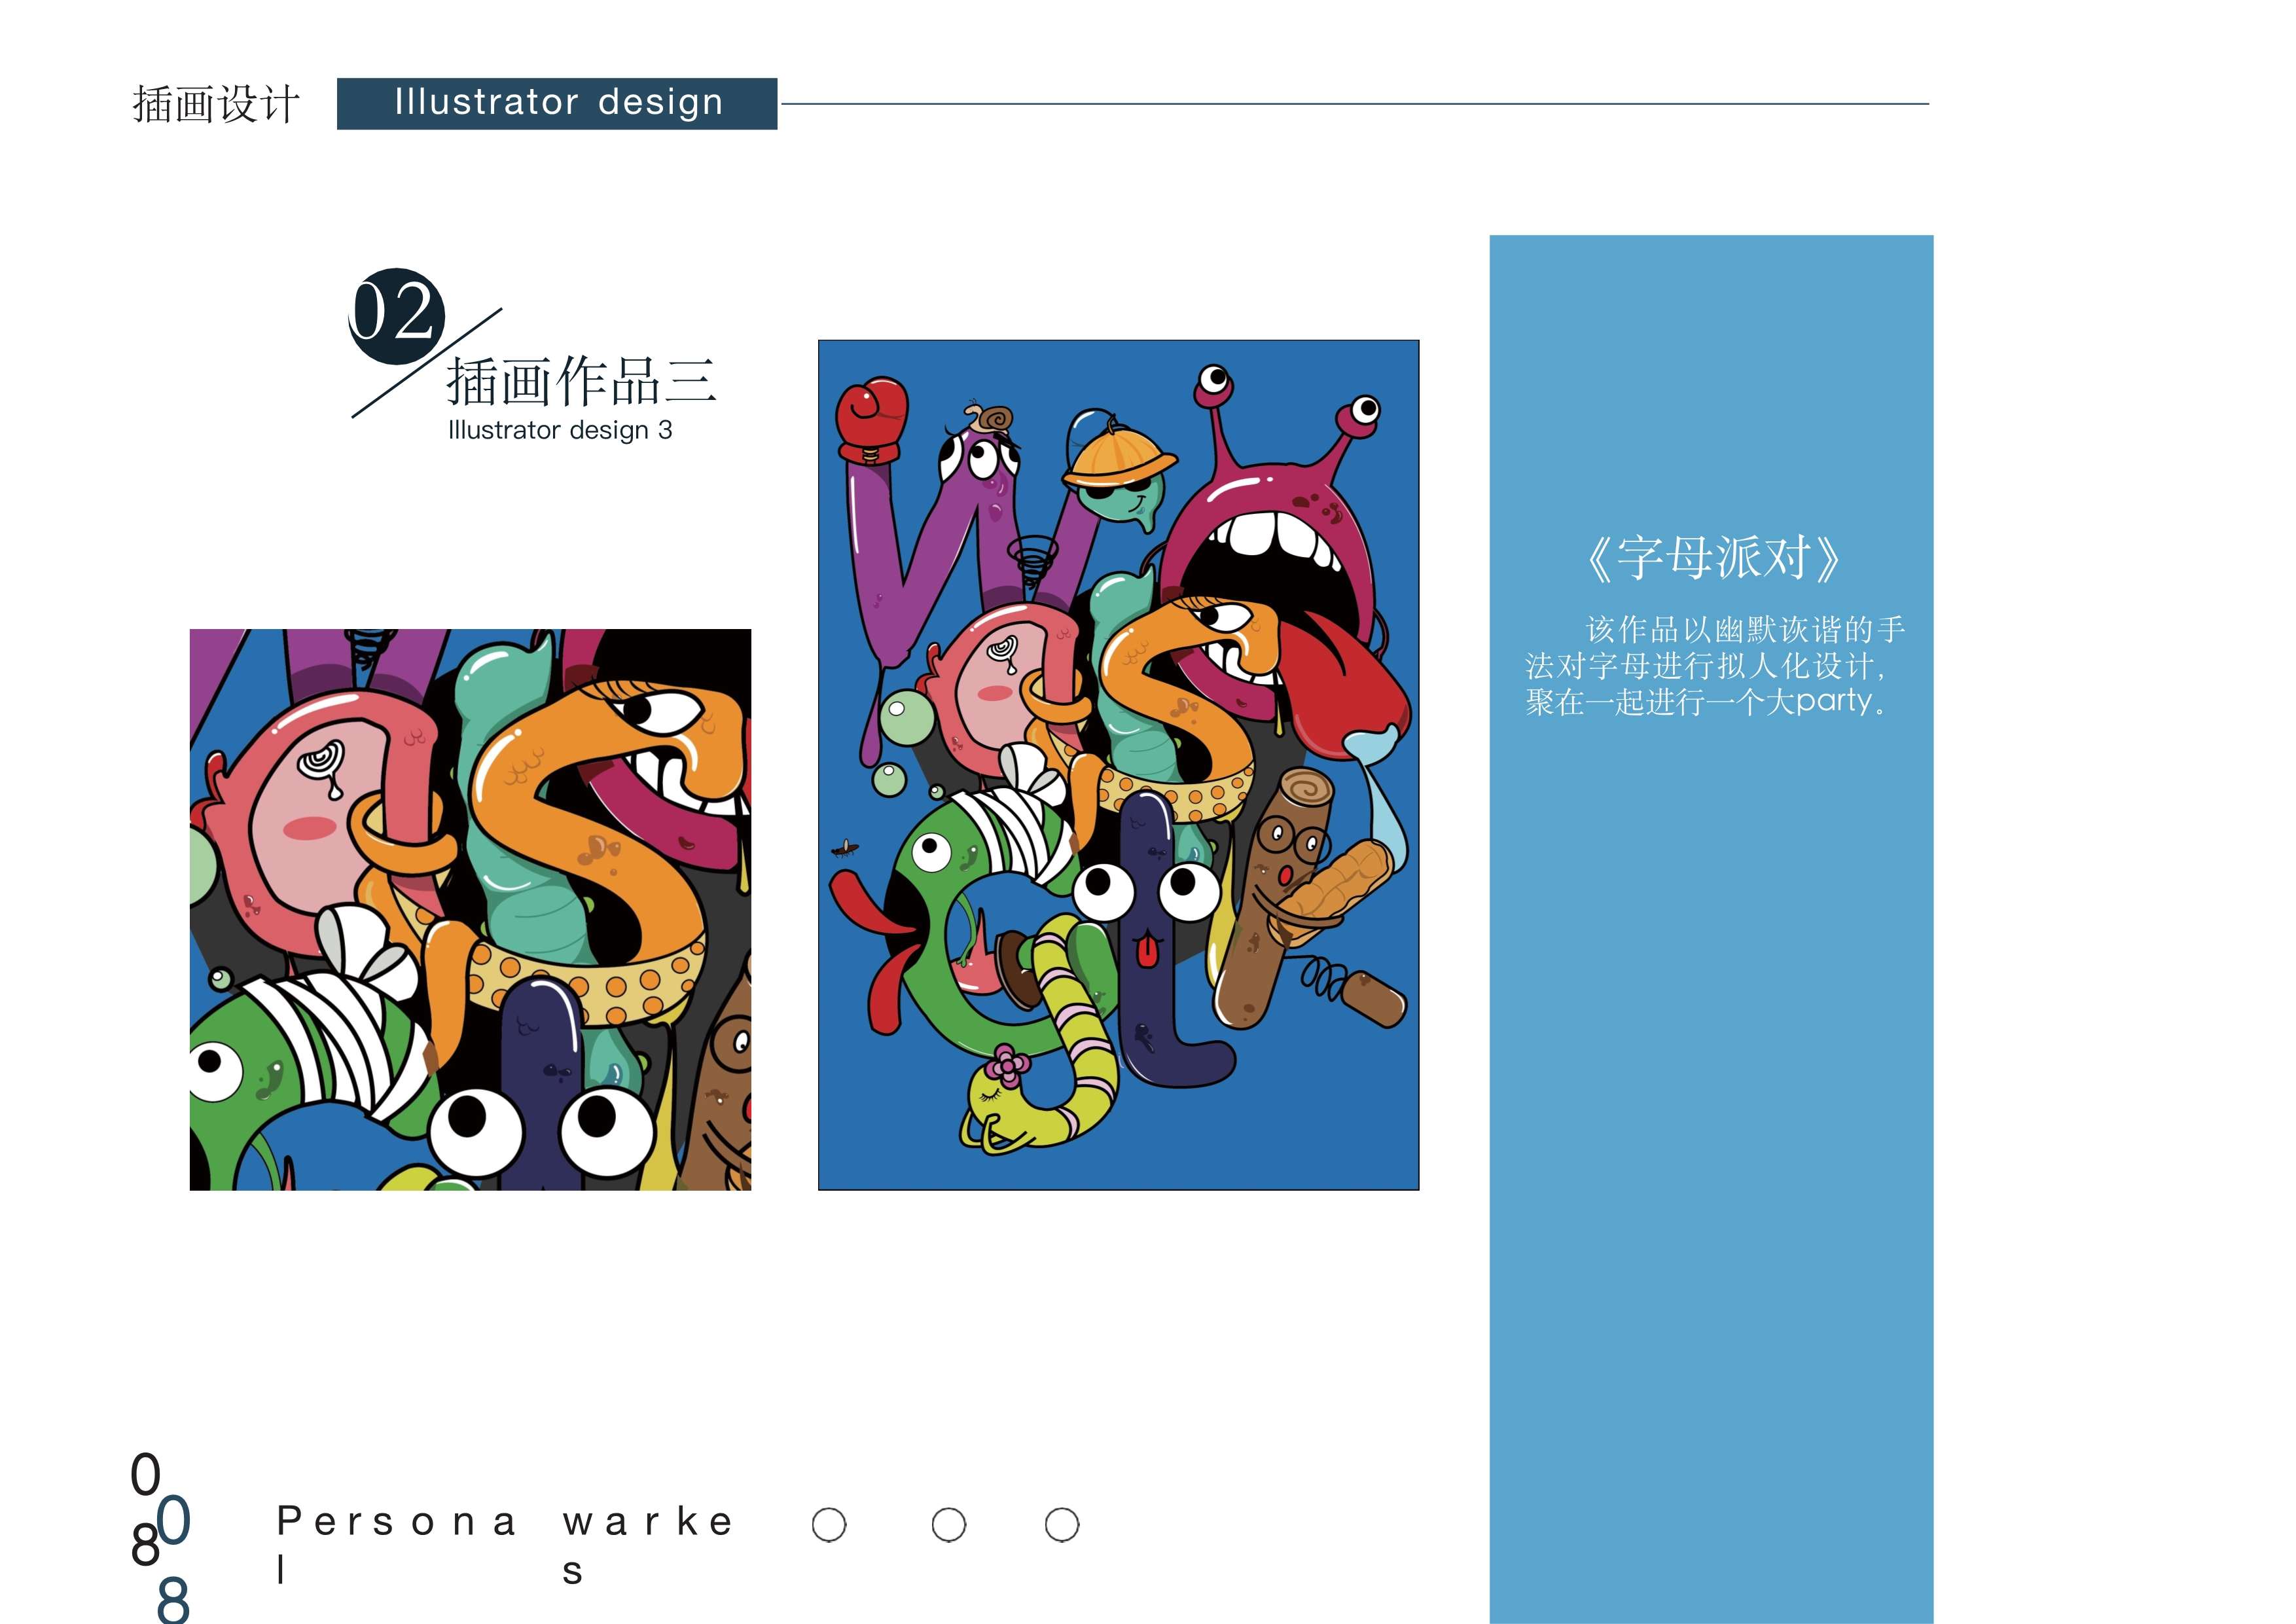 插画设计
Illustrator design
02
插画作品三
Illustrator design 3
《字母派对》
该作品以幽默诙谐的手
法对字母进行拟人化设计，
聚在一起进行一个大party。
0
8
0
8
Persona
l
warke
s